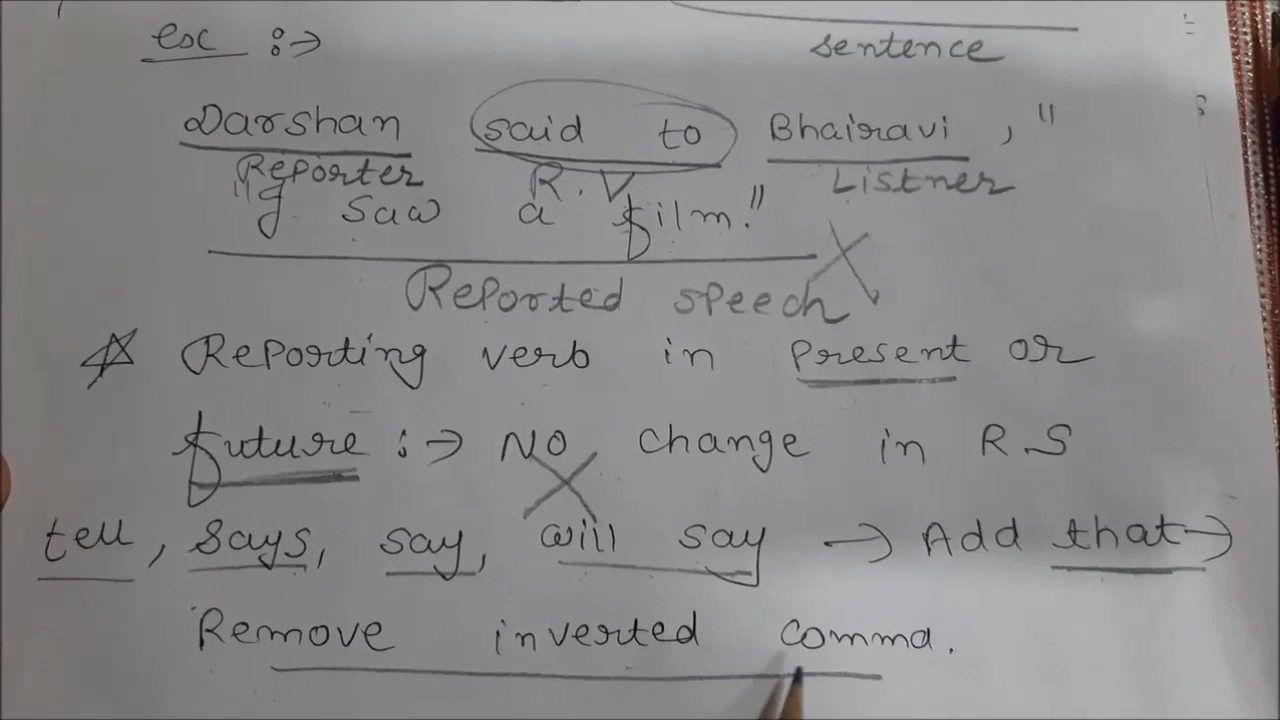 esc :→
sentence
Darshan said to Bhairavi , "
Reporter R.V. Listner
"I saw a film."
Reported speech
☆ Reporting verb in present or
future :→ No change in R.S
tell, says, say, will say → Add that →
Remove inverted comma.